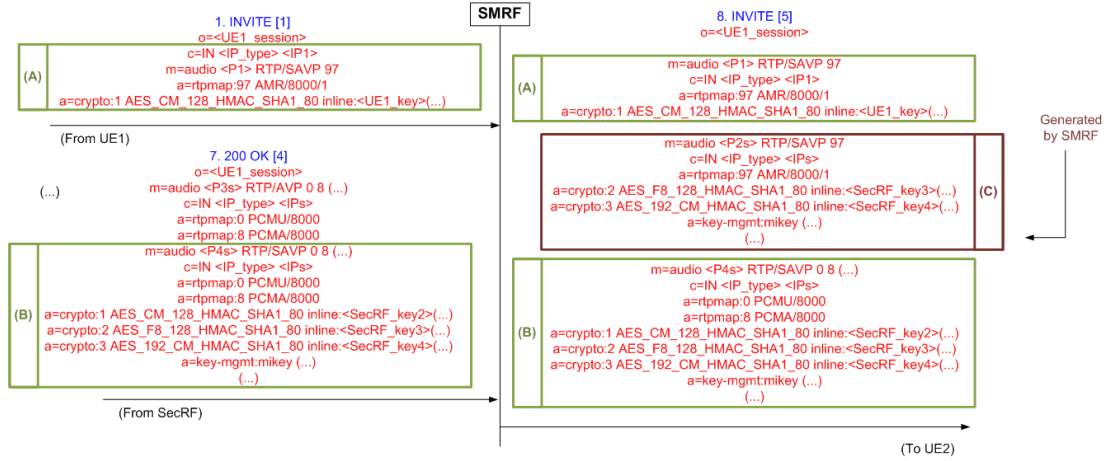 SMRF
1. INVITE [1]
o=<UE1_session>
(A)
c=IN <IP_type> <IP1>
m=audio <P1> RTP/SAVP 97
a=rtpmap:97 AMR/8000/1
a=crypto:1 AES_CM_128_HMAC_SHA1_80 inline:<UE1_key>(...)
(From UE1)
7. 200 OK [4]
o=<UE1_session>
(...)
m=audio <P3s> RTP/AVP 0 8 (...)
c=IN <IP_type> <IPs>
a=rtpmap:0 PCMU/8000
a=rtpmap:8 PCMA/8000
(B)
m=audio <P4s> RTP/SAVP 0 8 (...)
c=IN <IP_type> <IPs>
a=rtpmap:0 PCMU/8000
a=rtpmap:8 PCMA/8000
a=crypto:1 AES_CM_128_HMAC_SHA1_80 inline:<SecRF_key2>(...)
a=crypto:2 AES_F8_128_HMAC_SHA1_80 inline:<SecRF_key3>(...)
a=crypto:3 AES_192_CM_HMAC_SHA1_80 inline:<SecRF_key4>(...)
a=key-mgmt:mikey (...)
(...)
(From SecRF)
8. INVITE [5]
o=<UE1_session>
(A)
m=audio <P1> RTP/SAVP 97
c=IN <IP_type> <IP1>
a=rtpmap:97 AMR/8000/1
a=crypto:1 AES_CM_128_HMAC_SHA1_80 inline:<UE1_key>(...)
Generated
by SMRF
m=audio <P2s> RTP/SAVP 97
c=IN <IP_type> <IPs>
a=rtpmap:97 AMR/8000/1
a=crypto:2 AES_F8_128_HMAC_SHA1_80 inline:<SecRF_key3>(...)
a=crypto:3 AES_192_CM_HMAC_SHA1_80 inline:<SecRF_key4>(...)
a=key-mgmt:mikey (...)
(...)
(C)
(B)
m=audio <P4s> RTP/SAVP 0 8 (...)
c=IN <IP_type> <IPs>
a=rtpmap:0 PCMU/8000
a=rtpmap:8 PCMA/8000
a=crypto:1 AES_CM_128_HMAC_SHA1_80 inline:<SecRF_key2>(...)
a=crypto:2 AES_F8_128_HMAC_SHA1_80 inline:<SecRF_key3>(...)
a=crypto:3 AES_192_CM_HMAC_SHA1_80 inline:<SecRF_key4>(...)
a=key-mgmt:mikey (...)
(...)
(To UE2)